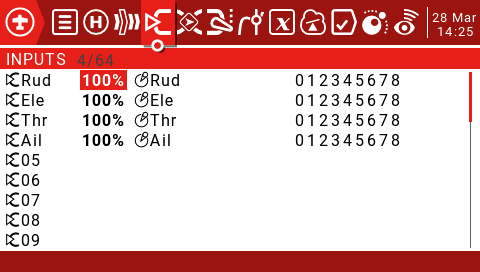 28 Mar
14:25
INPUTS 4/64
Rud 100% Rud 012345678
Ele 100% Ele 012345678
Thr 100% Thr 012345678
Ail 100% Ail 012345678
05
06
07
08
09